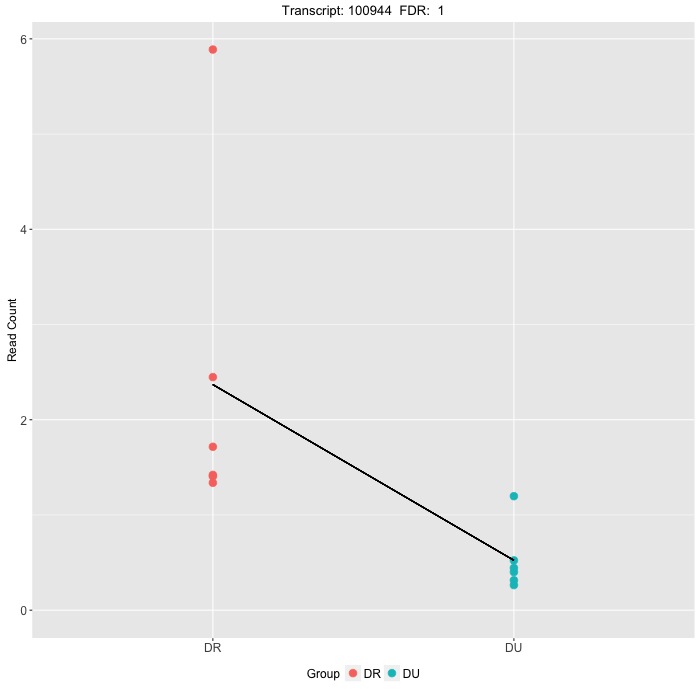 Transcript: 100944  FDR:  1
Read Count
6
4
2
0
DR DU
Group DR DU